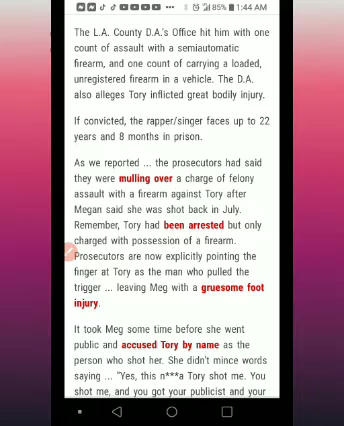 85% 1:44 AM
The L.A. County D.A.'s Office hit him with one
count of assault with a semiautomatic
firearm, and one count of carrying a loaded,
unregistered firearm in a vehicle. The D.A.
also alleges Tory inflicted great bodily injury.
If convicted, the rapper/singer faces up to 22
years and 8 months in prison.
As we reported ... the prosecutors had said
they were mulling over a charge of felony
assault with a firearm against Tory after
Megan said she was shot back in July.
Remember, Tory had been arrested but only
charged with possession of a firearm.
Prosecutors are now explicitly pointing the
finger at Tory as the man who pulled the
trigger ... leaving Meg with a gruesome foot
injury.
It took Meg some time before she went
public and accused Tory by name as the
person who shot her. She didn't mince words
saying ... "Yes, this n***a Tory shot me. You
shot me, and you got your publicist and your